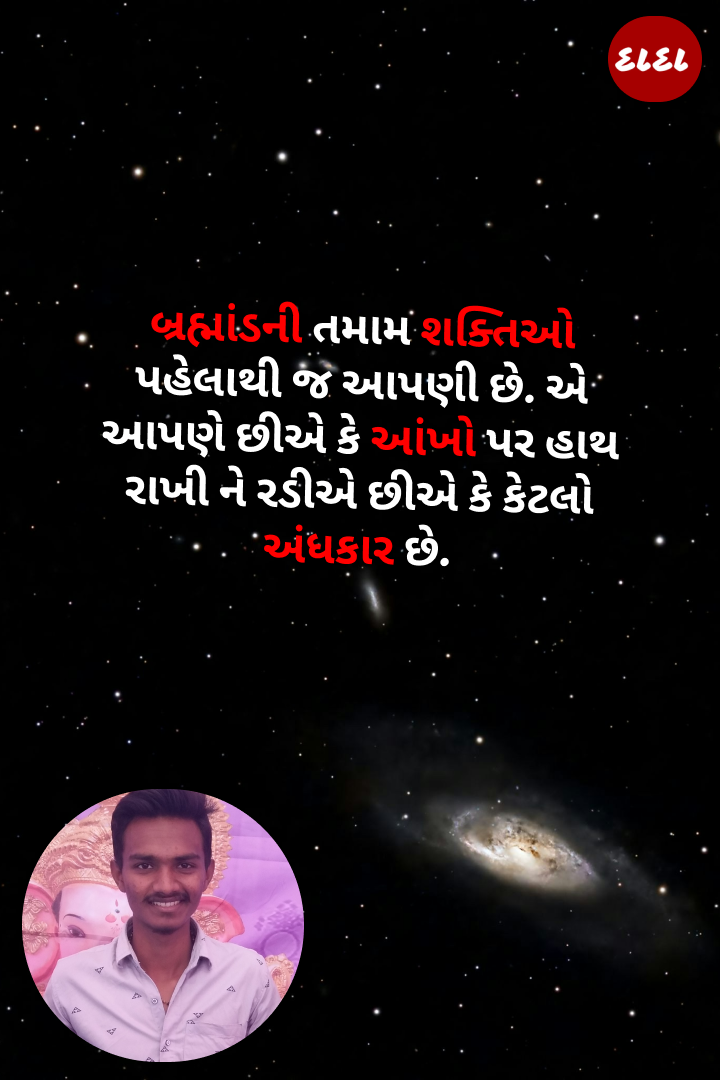 દાદા
બ્રહ્માંડની તમામ શક્તિઓ
પહેલાથી જ આપણી છે. એ
આપણે છીએ કે આંખો પર હાથ
રાખી ને રડીએ છીએ કે કેટલો
અંધકાર છે.